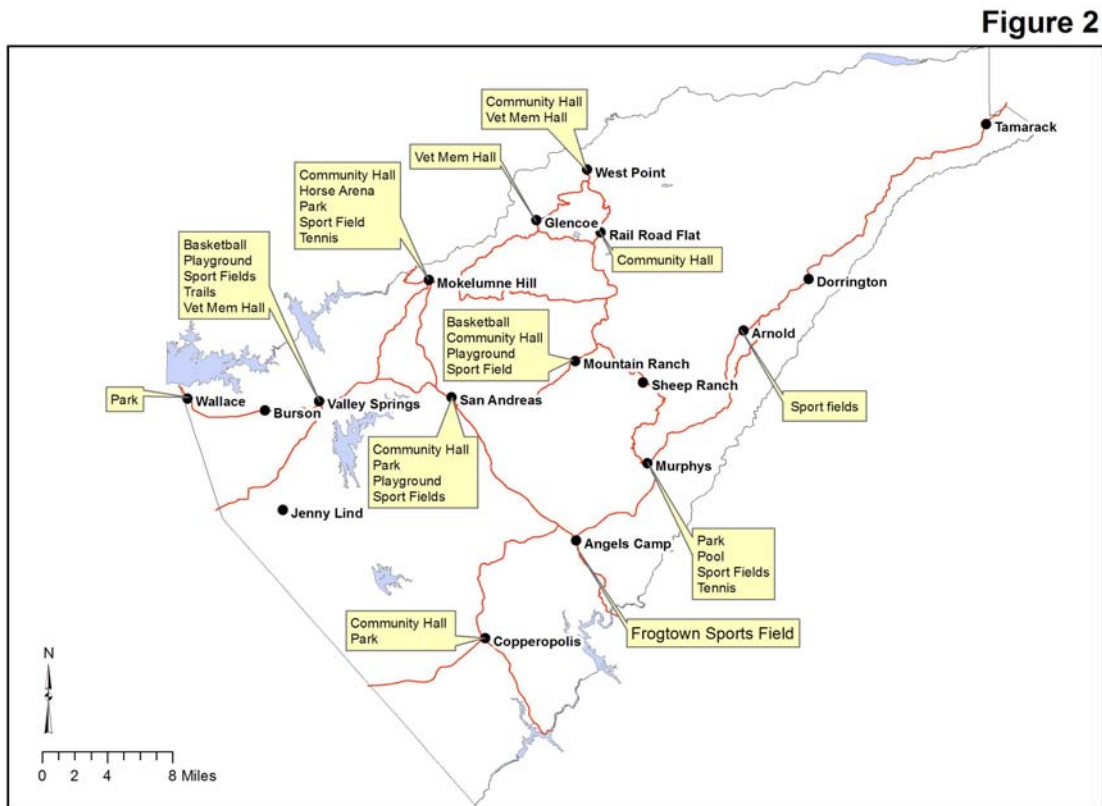 Figure 2
Community Hall
Vet Mem Hall
Tamarack
Vet Mem Hall
West Point
Community Hall
Horse Arena
Park
Sport Field
Tennis
Glencoe
Rail Road Flat
Community Hall
Basketball
Playground
Sport Fields
Trails
Vet Mem Hall
Mokelumne Hill
Dorrington
Basketball
Community Hall
Playground
Sport Field
Arnold
Mountain Ranch
Sheep Ranch
Park
Wallace
Burson
Valley Springs
San Andreas
Sport fields
Community Hall
Park
Playground
Sport Fields
Murphys
Jenny Lind
Angels Camp
Park
Pool
Sport Fields
Tennis
Community Hall
Park
Copperopolis
Frogtown Sports Field
N
0 2 4 8 Miles